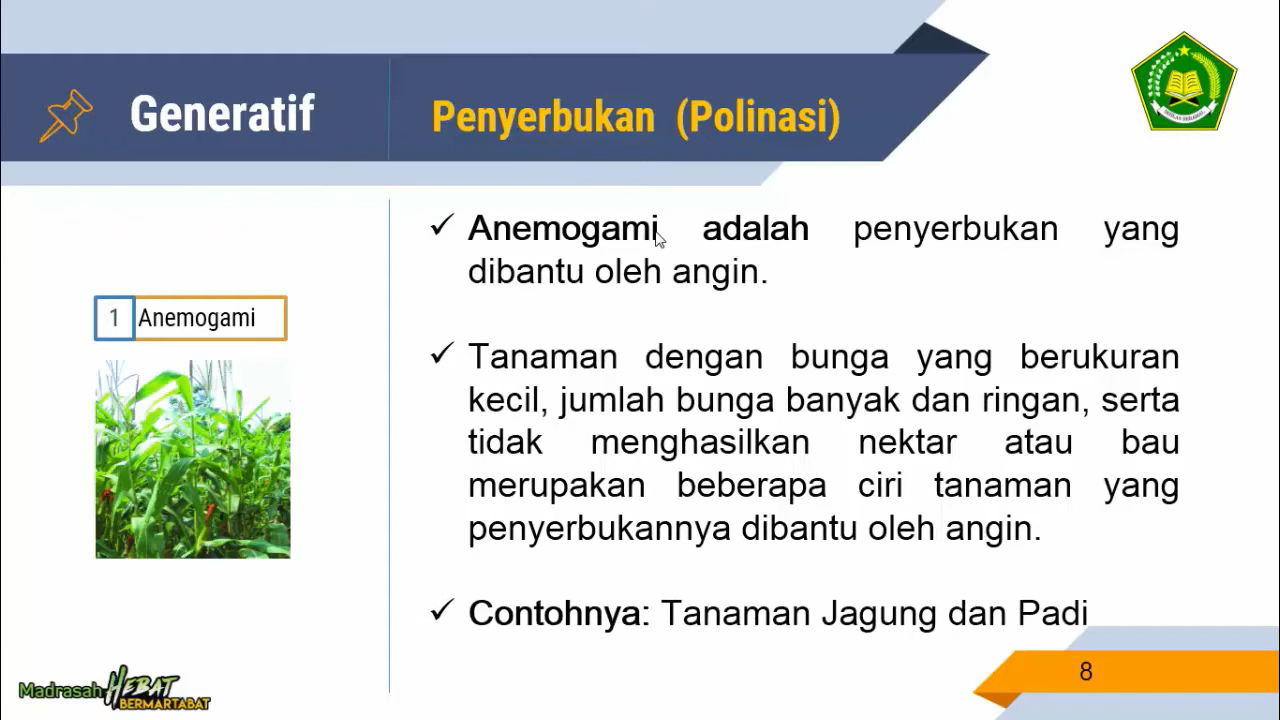 Generatif
Penyerbukan (Polinasi)
1 Anemogami
Anemogami adalah penyerbukan yang
dibantu oleh angin.
Tanaman dengan bunga yang berukuran
kecil, jumlah bunga banyak dan ringan, serta
tidak menghasilkan nektar atau bau
merupakan beberapa ciri tanaman yang
penyerbukannya dibantu oleh angin.
Contohnya: Tanaman Jagung dan Padi
Madrasah HEBAT
BERMARTABAT
8